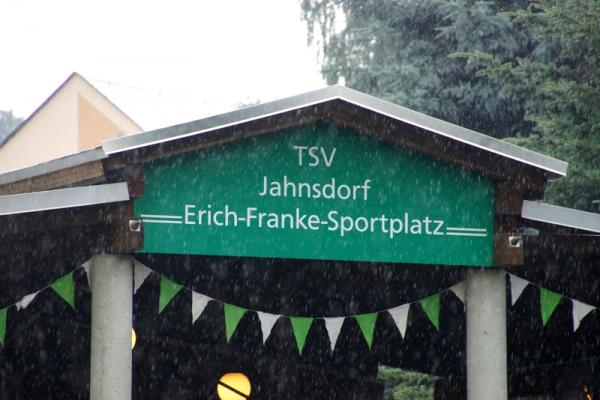 TSV
Jahnsdorf
Erich-Franke-Sportplatz